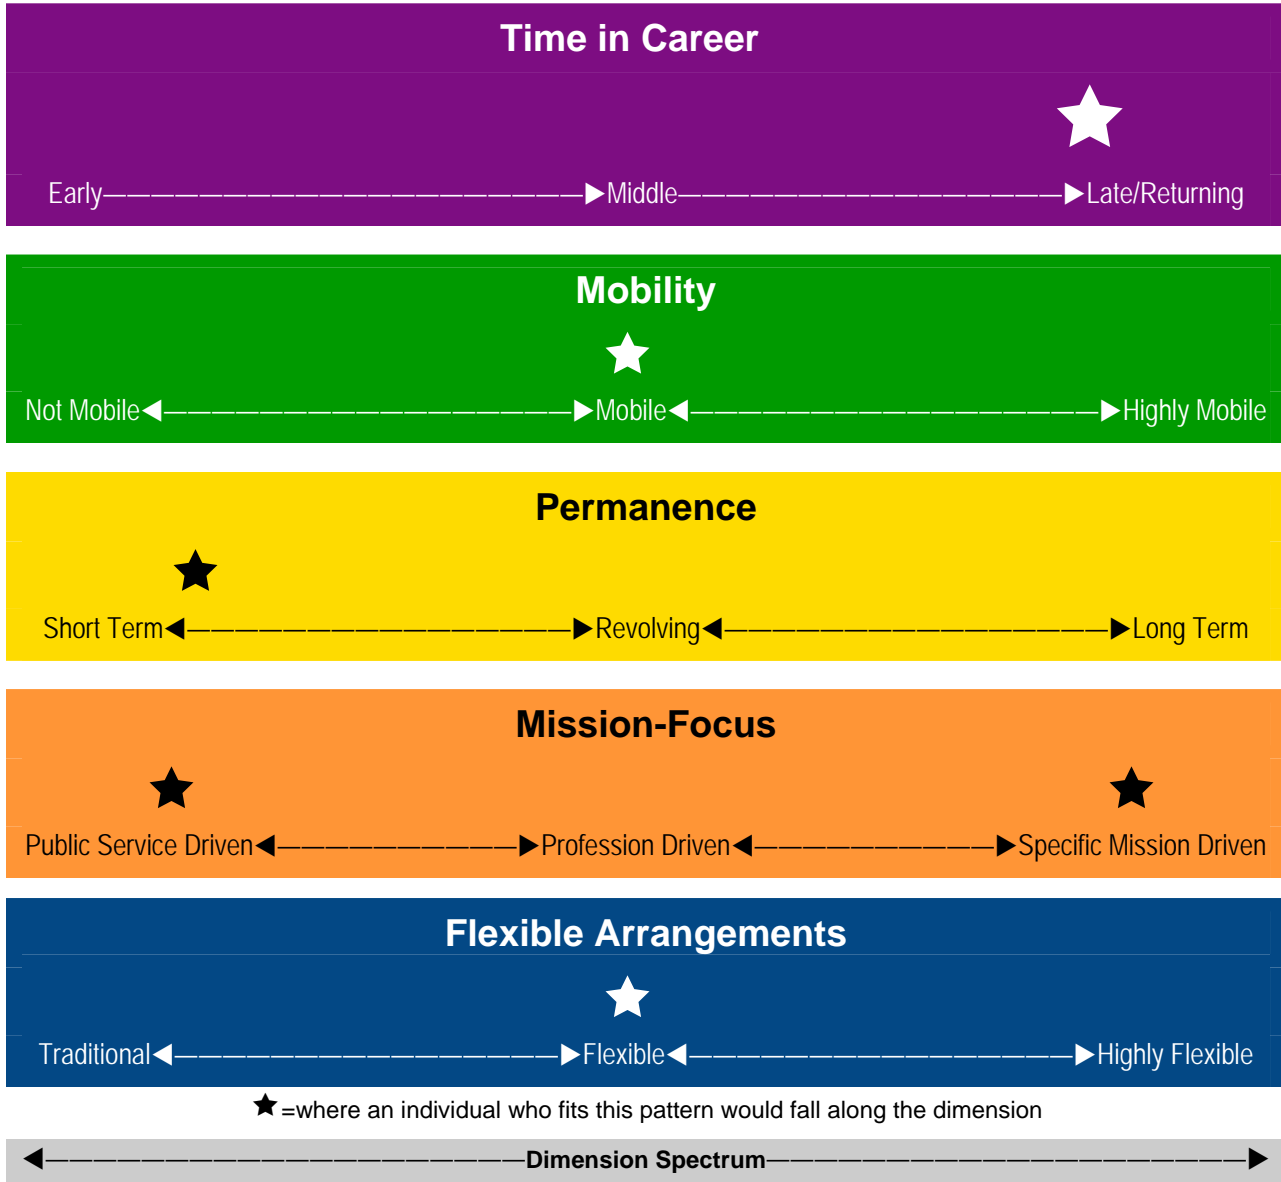 Time in Career
Early————————————————————▶Middle————————————————▶Late/Returning
Mobility
Not Mobile◀—————————————————▶Mobile◀—————————————————▶Highly Mobile
Permanence
Short Term◀————————————————▶Revolving◀————————————————▶Long Term
Mission-Focus
Public Service Driven◀——————————▶Profession Driven◀——————————▶Specific Mission Driven
Flexible Arrangements
Traditional◀————————————————▶Flexible◀————————————————▶Highly Flexible
★=where an individual who fits this pattern would fall along the dimension
◀————————————————————Dimension Spectrum————————————————————▶